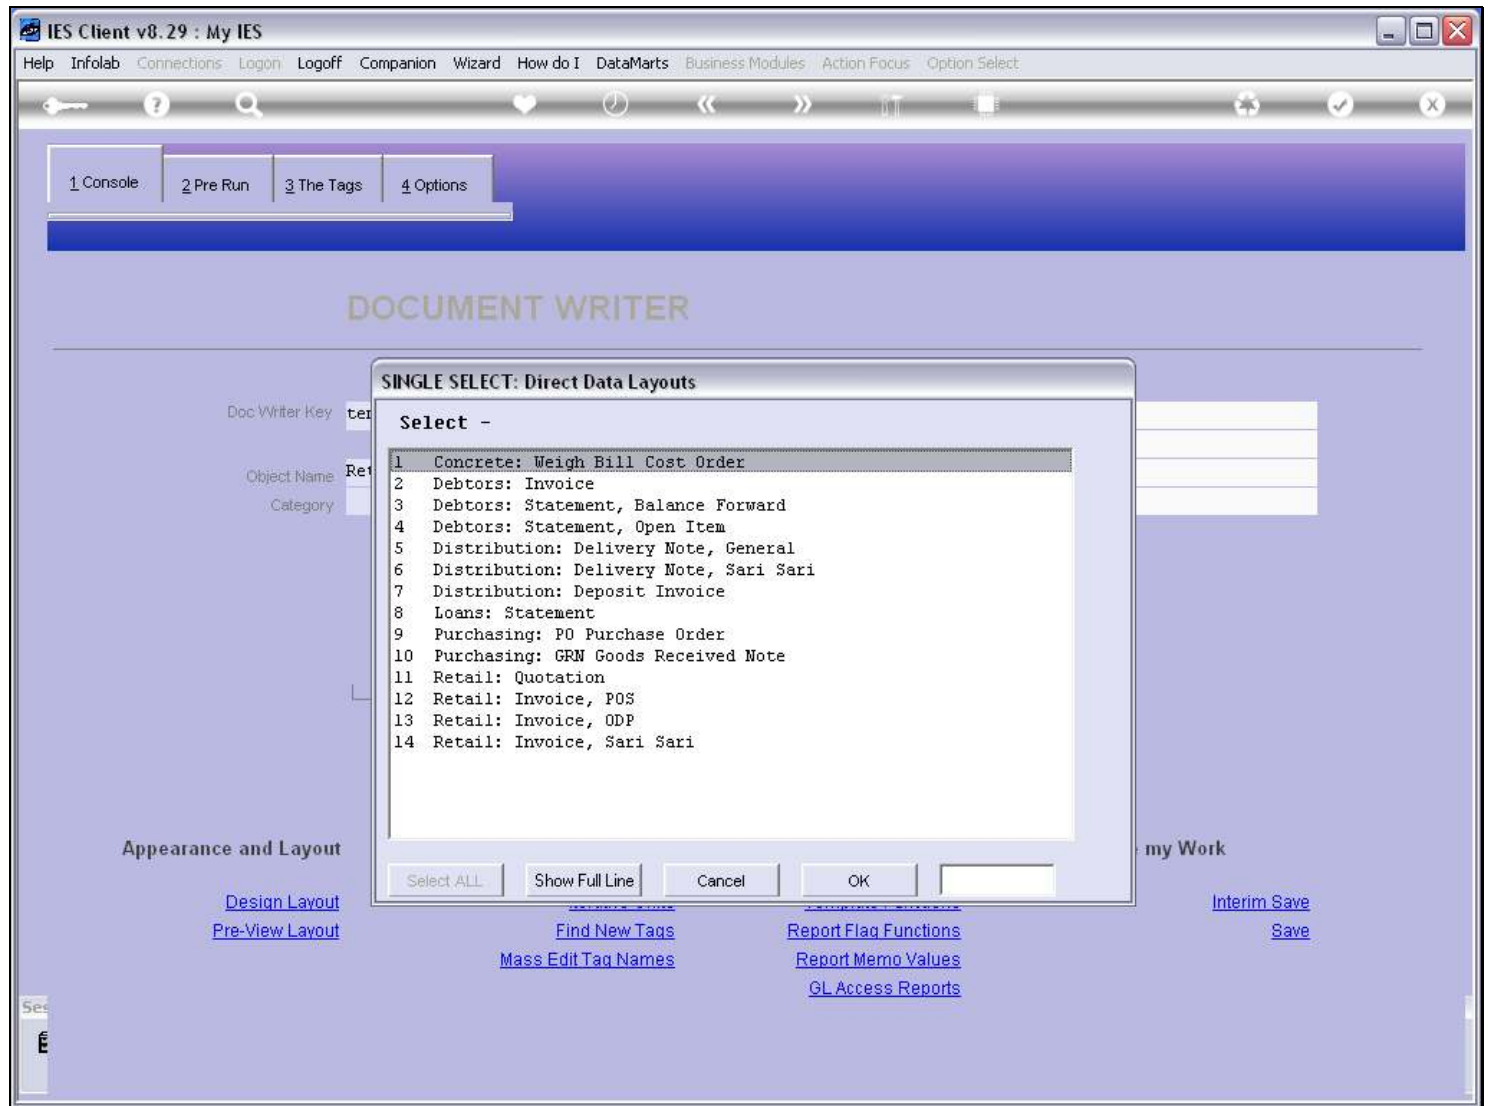 IES Client v8.29 : My IES
Help Infolab Connections Logon Logoff Companion Wizard How do I DataMarts Business Modules Action Focus Option Select
1 Console 2 Pre Run 3 The Tags 4 Options
DOCUMENT WRITER
SINGLE SELECT: Direct Data Layouts
Doc Writer Key
Select -
Object Name
Category
1 Concrete: Weigh Bill Cost Order
2 Debtors: Invoice
3 Debtors: Statement, Balance Forward
4 Debtors: Statement, Open Item
5 Distribution: Delivery Note, General
6 Distribution: Delivery Note, Sari Sari
7 Distribution: Deposit Invoice
8 Loans: Statement
9 Purchasing: PO Purchase Order
10 Purchasing: GRN Goods Received Note
11 Retail: Quotation
12 Retail: Invoice, POS
13 Retail: Invoice, ODP
14 Retail: Invoice, Sari Sari
Appearance and Layout my Work
Select ALL Show Full Line Cancel OK
Design Layout Interim Save
Pre-View Layout Find New Tags Report Flag Functions Save
Mass Edit Tag Names Report Memo Values
GL Access Reports